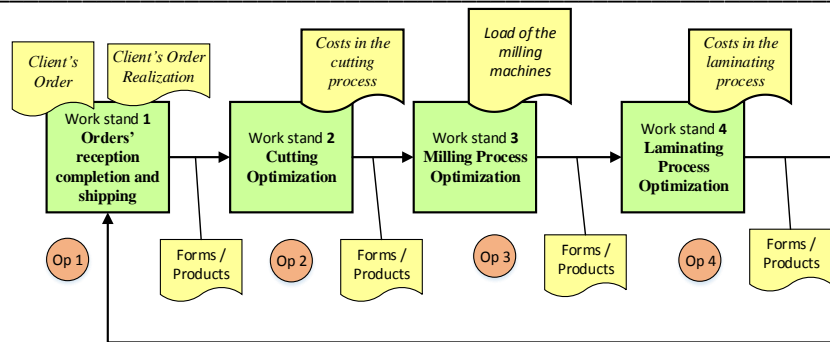 Client's
Order
Client's Order
Realization
Costs in the
cutting
process
Load of the
milling
machines
Costs in the
laminating
process
Work stand 1
Orders'
reception
completion and
shipping
Work stand 2
Cutting
Optimization
Work stand 3
Milling Process
Optimization
Work stand 4
Laminating
Process
Optimization
Op 1
Forms /
Products
Op 2
Forms /
Products
Op 3
Forms /
Products
Op 4
Forms /
Products